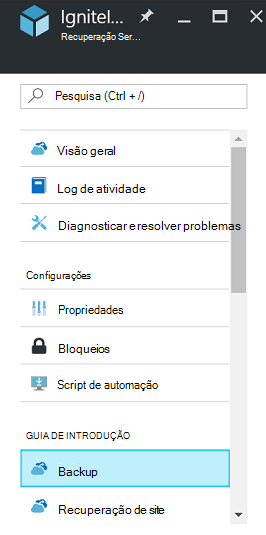 Ignitel...
Recuperação Ser...
Pesquisa (Ctrl + /)
Visão geral
Log de atividade
Diagnosticar e resolver problemas
Configurações
Propriedades
Bloqueios
Script de automação
GUIA DE INTRODUÇÃO
Backup
Recuperação de site